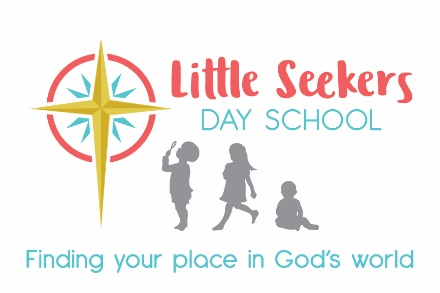 Little Seekers
DAY SCHOOL
Finding your place in God's world